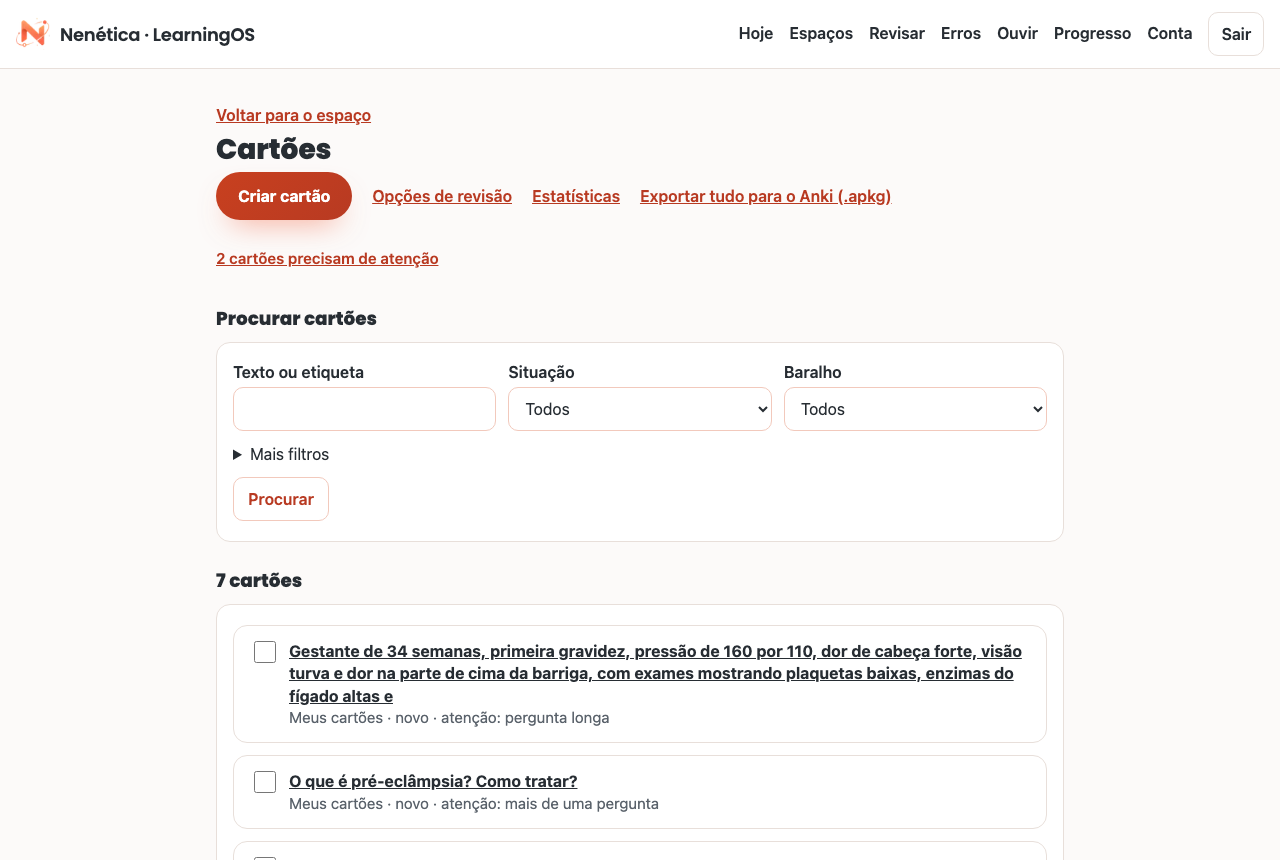 Nenética · LearningOS
Hoje Espaços Revisar Erros Ouvir Progresso Conta Sair
Voltar para o espaço
Cartões
Criar cartão Opções de revisão Estatísticas Exportar tudo para o Anki (.apkg)
2 cartões precisam de atenção
Procurar cartões
Texto ou etiqueta Situação Baralho
Todos Todos
Mais filtros
Procurar
7 cartões
Gestante de 34 semanas, primeira gravidez, pressão de 160 por 110, dor de cabeça forte, visão
turva e dor na parte de cima da barriga, com exames mostrando plaquetas baixas, enzimas do
fígado altas e
Meus cartões · novo · atenção: pergunta longa
O que é pré-eclâmpsia? Como tratar?
Meus cartões · novo · atenção: mais de uma pergunta